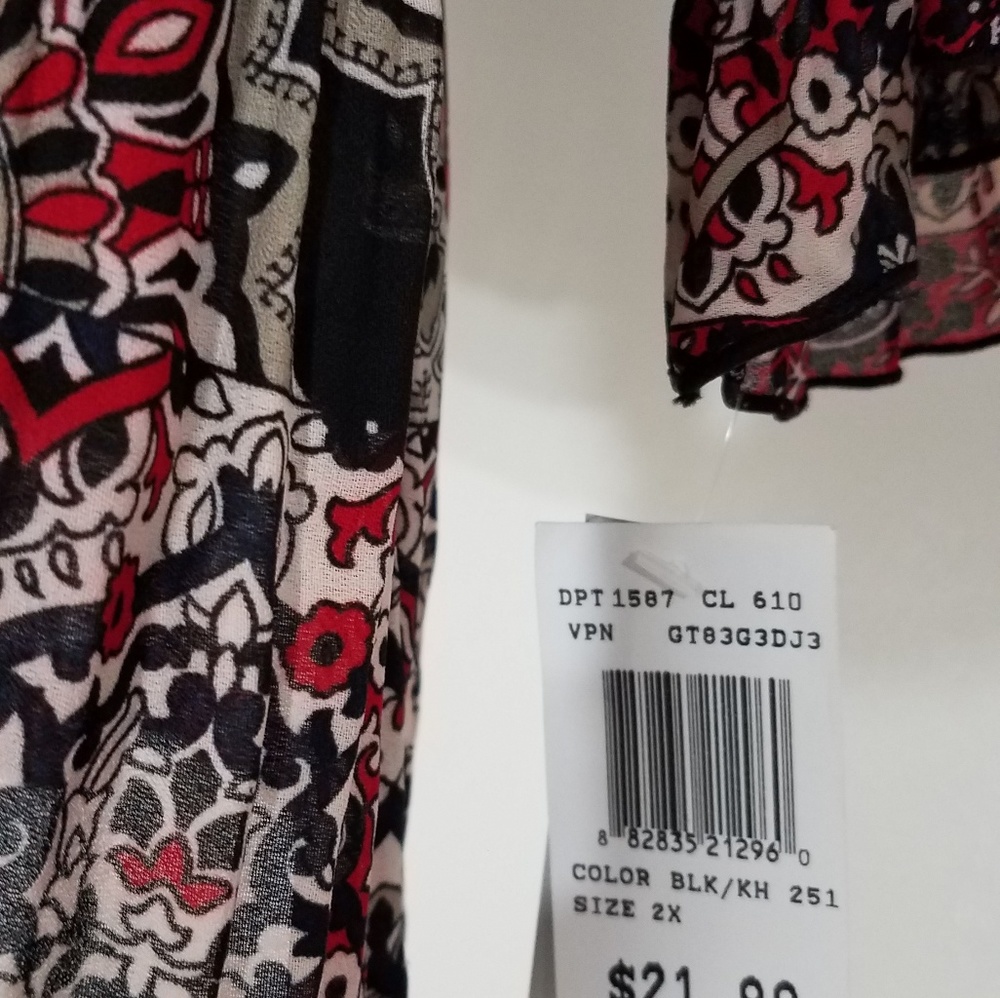 DPT 1587 CL 610
VPN GT83G3DJ3
8 82835 21296 0
COLOR BLK/KH 251
SIZE 2X